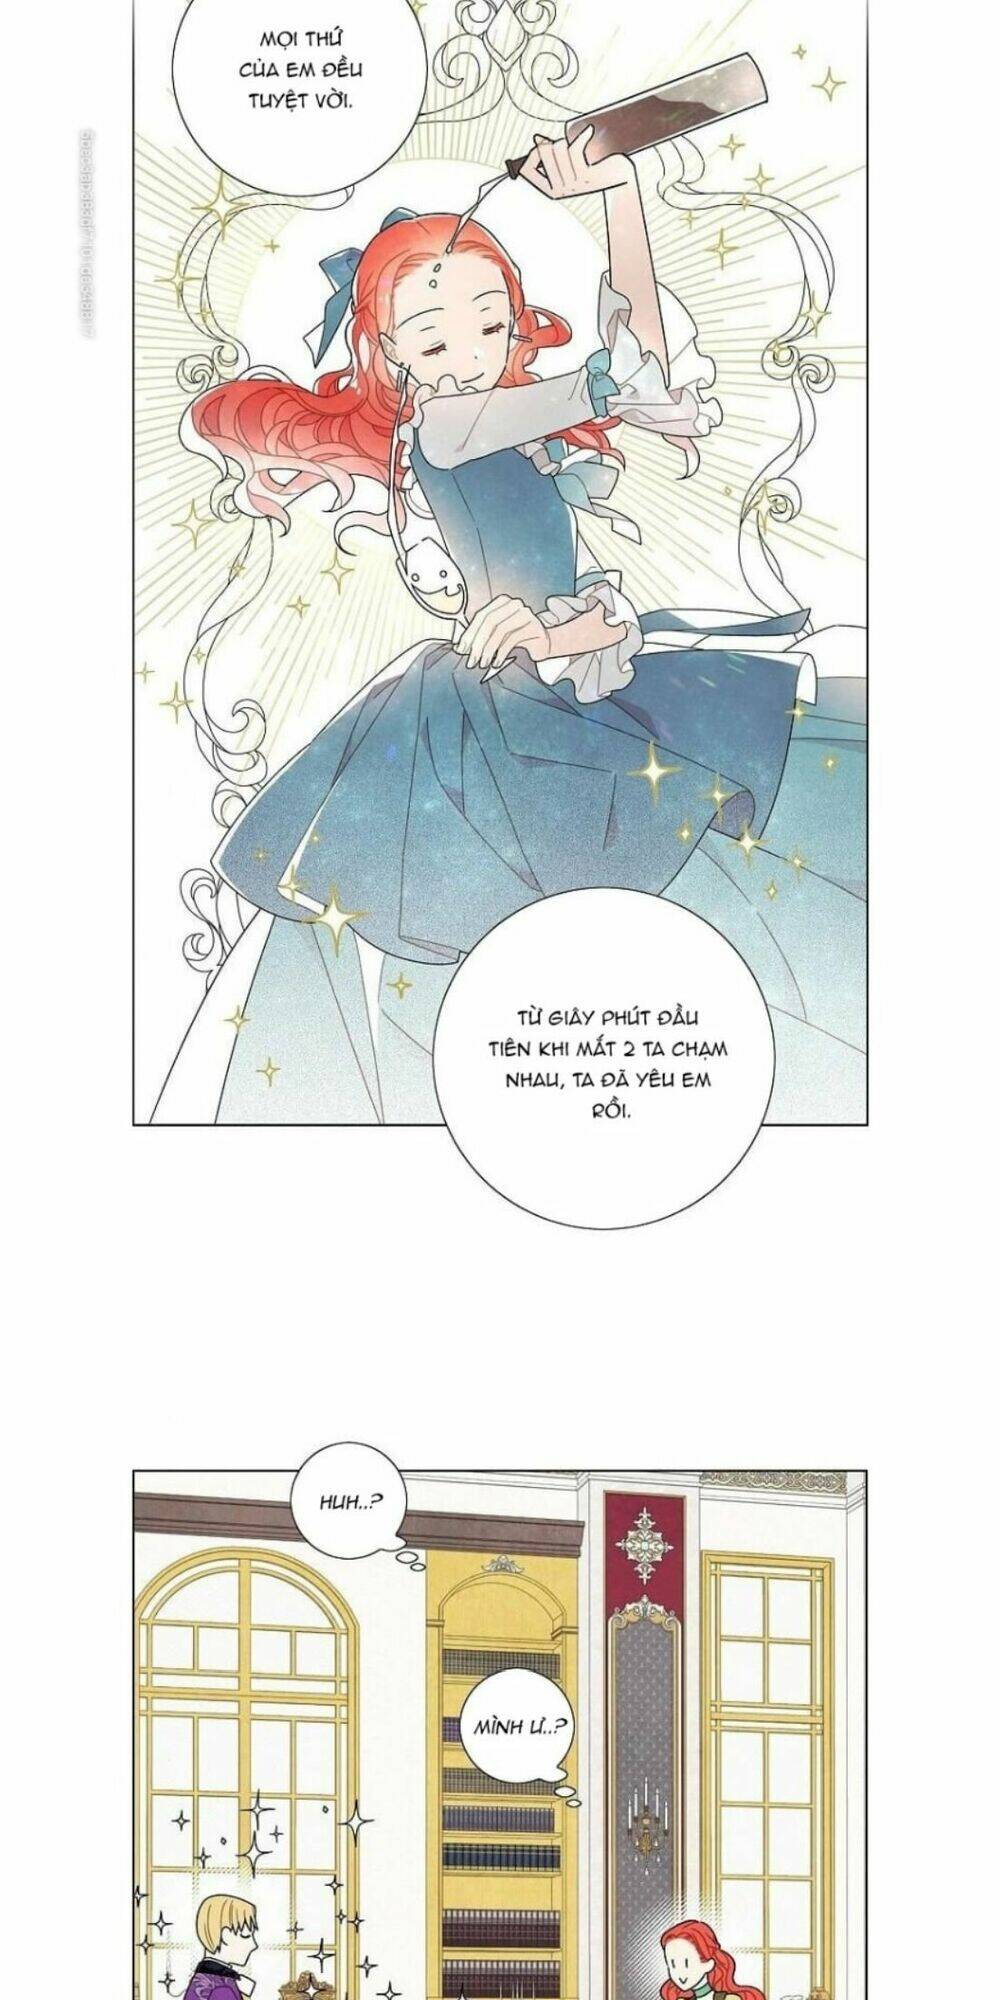 MỌI THỨ
CỦA EM ĐỀU
TUYỆT VỜI.
TỪ GIÂY PHÚT ĐẦU
TIÊN KHI MẮT 2 TA CHẠM
NHAU, TA ĐÃ YÊU EM
RỒI.
HUH..?
MÌNH Ư..?